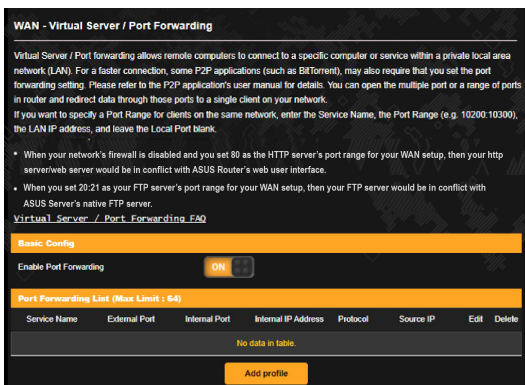 WAN - Virtual Server / Port Forwarding
Virtual Server / Port forwarding allows remote computers to connect to a specific computer or service within a private local area
network (LAN). For a faster connection, some P2P applications (such as BitTorrent), may also require that you set the port
forwarding setting. Please refer to the P2P application's user manual for details. You can open the multiple port or a range of ports
in router and redirect data through those ports to a single client on your network.
If you want to specify a Port Range for clients on the same network, enter the Service Name, the Port Range (e.g. 10200:10300),
the LAN IP address, and leave the Local Port blank.
• When your network's firewall is disabled and you set 80 as the HTTP server's port range for your WAN setup, then your http
server/web server would be in conflict with ASUS Router's web user interface.
• When you set 20:21 as your FTP server's port range for your WAN setup, then your FTP server would be in conflict with
ASUS Server's native FTP server.
Virtual Server / Port Forwarding FAQ
Basic Config
Enable Port Forwarding ON
Port Forwarding List (Max Limit : 64)
Service Name External Port Internal Port Internal IP Address Protocol Source IP Edit Delete
No data in table.
Add profile